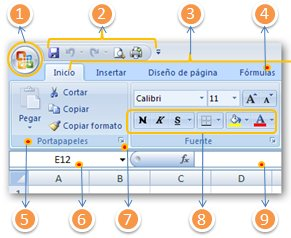 1 2 3 4
Inicio Insertar Diseño de página Fórmulas
Cortar Calibri 11 A A
Copiar
Pegar Copiar formato N K S A
Portapapeles Fuente
E12 fx
A B C D
5 6 7 8 9